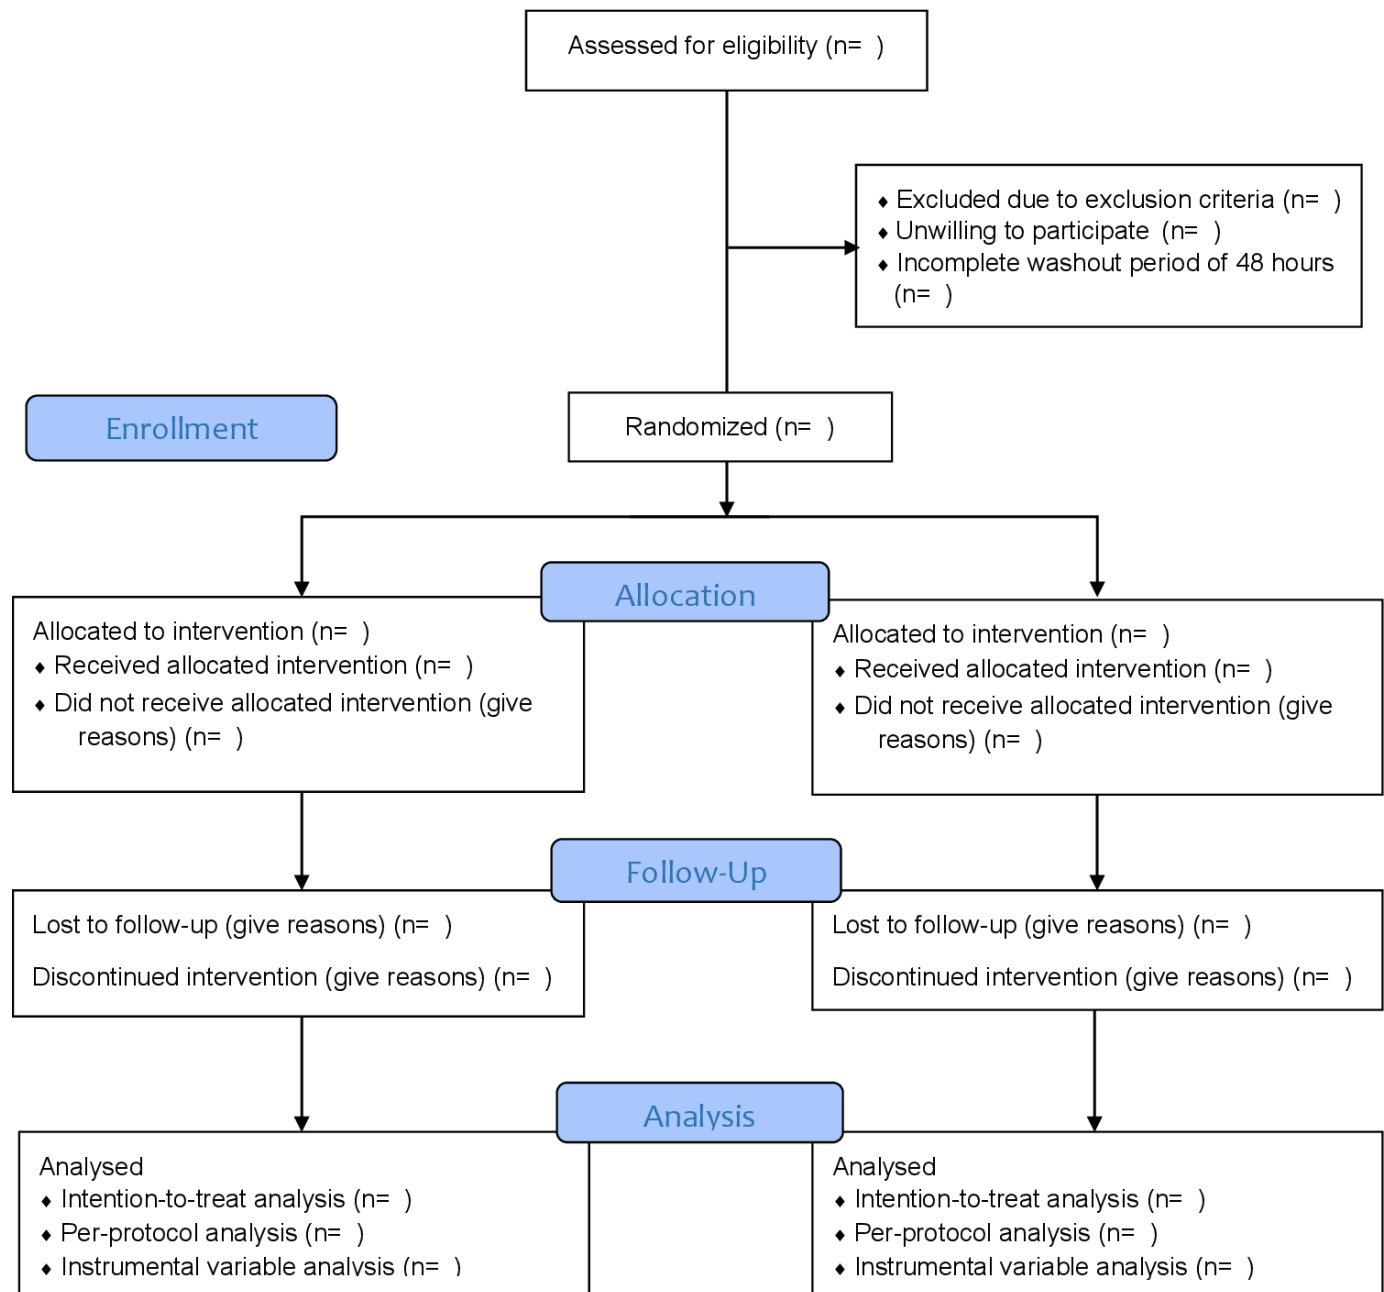 Assessed for eligibility (n=  )
♦ Excluded due to exclusion criteria (n=  )
♦ Unwilling to participate (n=  )
♦ Incomplete washout period of 48 hours
(n=  )
Enrollment
Randomized (n=  )
Allocation
Allocated to intervention (n=  )
♦ Received allocated intervention (n=  )
♦ Did not receive allocated intervention (give
reasons) (n=  )
Allocated to intervention (n=  )
♦ Received allocated intervention (n=  )
♦ Did not receive allocated intervention (give
reasons) (n=  )
Follow-Up
Lost to follow-up (give reasons) (n=  )
Discontinued intervention (give reasons) (n=  )
Lost to follow-up (give reasons) (n=  )
Discontinued intervention (give reasons) (n=  )
Analysis
Analysed
♦ Intention-to-treat analysis (n=  )
♦ Per-protocol analysis (n=  )
♦ Instrumental variable analysis (n=  )
Analysed
♦ Intention-to-treat analysis (n=  )
♦ Per-protocol analysis (n=  )
♦ Instrumental variable analysis (n=  )